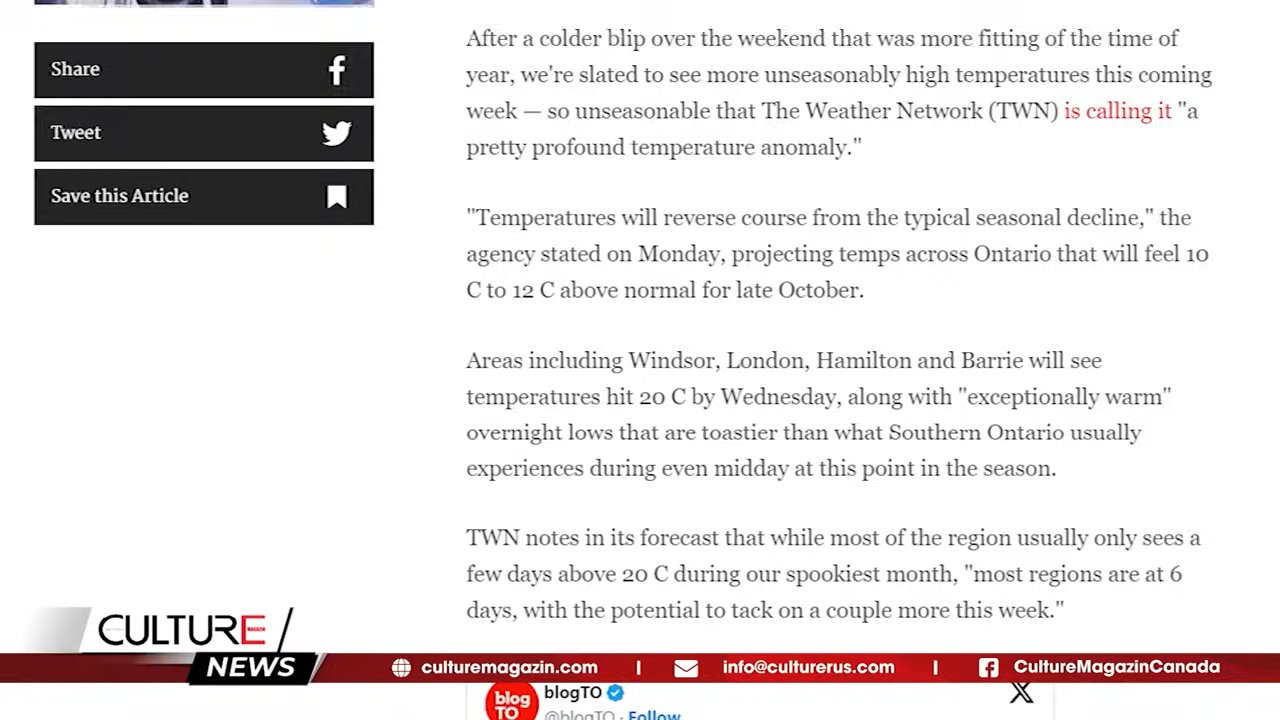 Share
Tweet
Save this Article
After a colder blip over the weekend that was more fitting of the time of
year, we're slated to see more unseasonably high temperatures this coming
week — so unseasonable that The Weather Network (TWN) is calling it "a
pretty profound temperature anomaly."
"Temperatures will reverse course from the typical seasonal decline," the
agency stated on Monday, projecting temps across Ontario that will feel 10
C to 12 C above normal for late October.
Areas including Windsor, London, Hamilton and Barrie will see
temperatures hit 20 C by Wednesday, along with "exceptionally warm"
overnight lows that are toastier than what Southern Ontario usually
experiences during even midday at this point in the season.
TWN notes in its forecast that while most of the region usually only sees a
few days above 20 C during our spookiest month, "most regions are at 6
days, with the potential to tack on a couple more this week."
CULTURE
NEWS
culturemagazin.com | info@culturerus.com | CultureMagazinCanada
blog
TO
blogTO
@blogTO · Follow
X